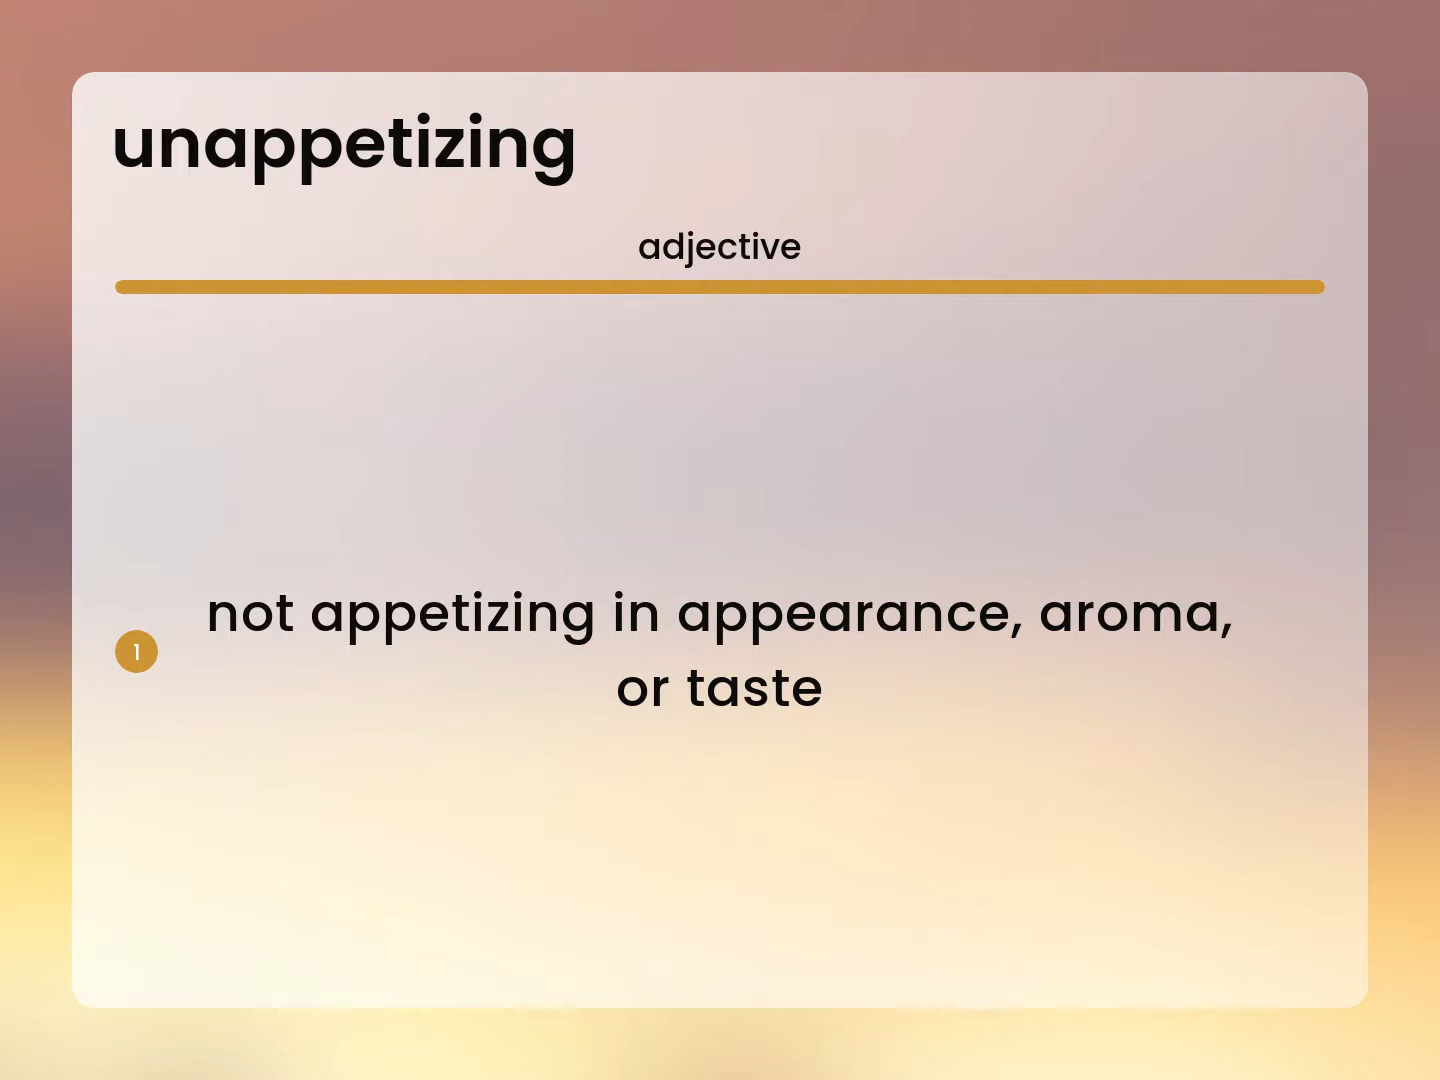 unappetizing
adjective
1
not appetizing in appearance, aroma,
or taste